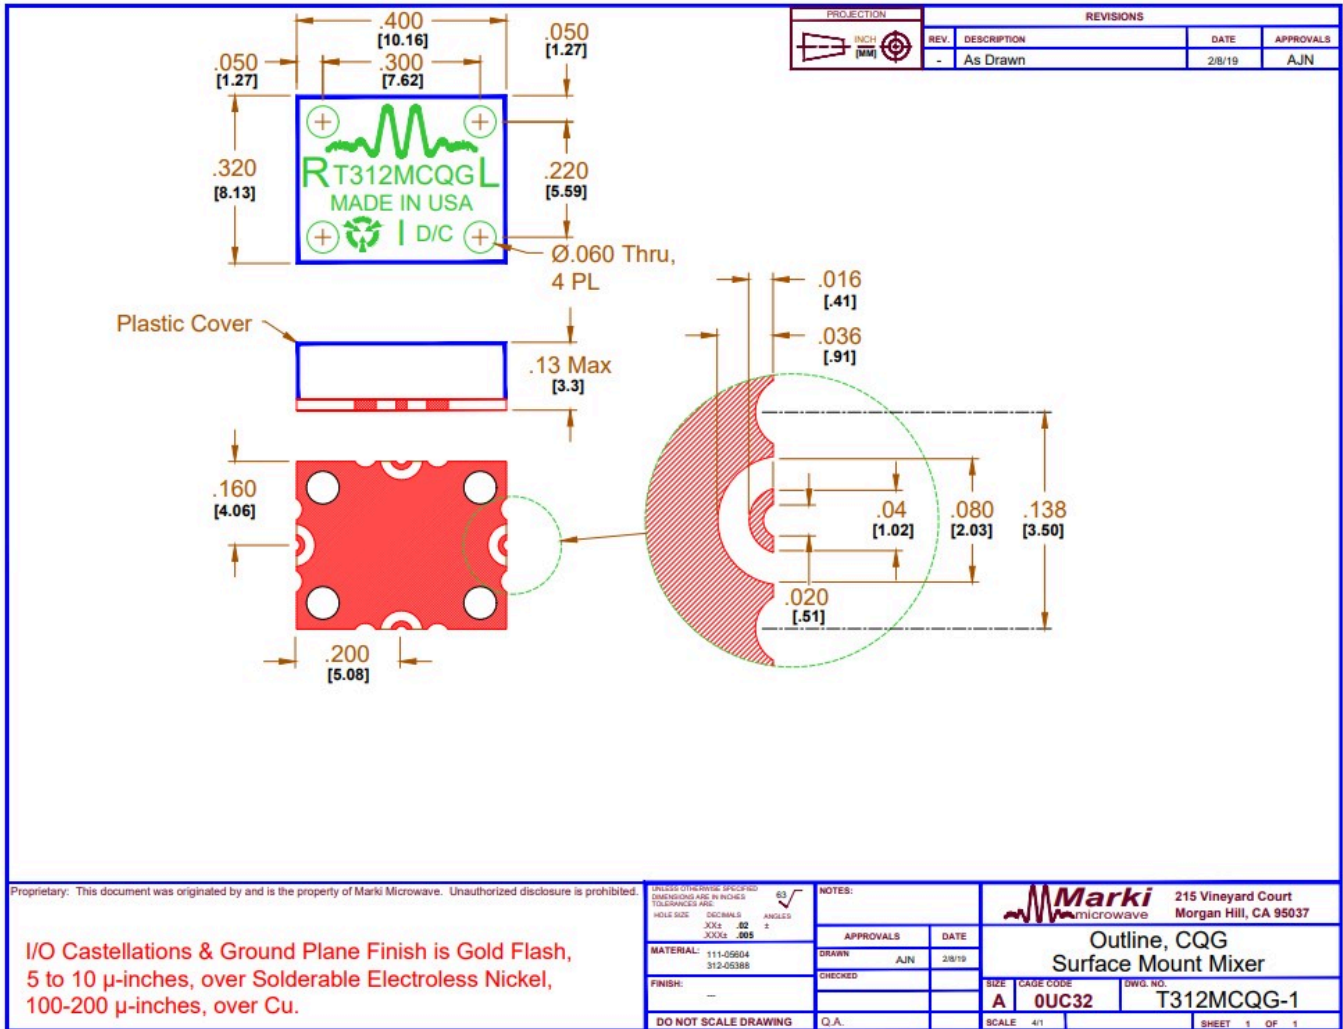 PROJECTION
INCH
[MM]
REVISIONS
REV. DESCRIPTION DATE APPROVALS
- As Drawn 2/8/19 AJN
.400
[10.16]
.050
[1.27]
.300
[7.62]
.050
[1.27]
.320
[8.13]
.220
[5.59]
R T312MCQG L
MADE IN USA
I D/C
Ø.060 Thru,
4 PL
Plastic Cover
.13 Max
[3.3]
.016
[.41]
.036
[.91]
.160
[4.06]
.04
[1.02]
.080
[2.03]
.138
[3.50]
.020
[.51]
.200
[5.08]
Proprietary: This document was originated by and is the property of Marki Microwave. Unauthorized disclosure is prohibited.
I/O Castellations & Ground Plane Finish is Gold Flash,
5 to 10 µ-inches, over Solderable Electroless Nickel,
100-200 µ-inches, over Cu.
UNLESS OTHERWISE SPECIFIED
DIMENSIONS ARE IN INCHES
TOLERANCES ARE:
63
HOLE SIZE DECIMALS ANGLES
.XX± .02 ±
.XXX± .005
MATERIAL: 111-05604
312-05388
FINISH:
---
DO NOT SCALE DRAWING
NOTES:
APPROVALS DATE
DRAWN AJN 2/8/19
CHECKED
Q.A.
Marki
microwave
215 Vineyard Court
Morgan Hill, CA 95037
Outline, CQG
Surface Mount Mixer
SIZE CAGE CODE DWG. NO.
A 0UC32 T312MCQG-1
SCALE 4/1 SHEET 1 OF 1